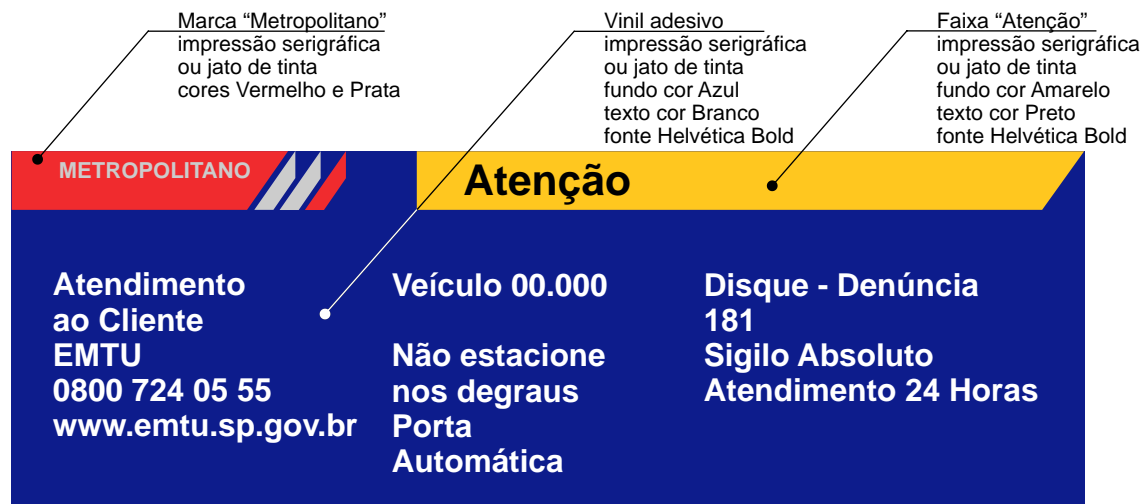 Marca “Metropolitano”
impressão serigráfica
ou jato de tinta
cores Vermelho e Prata
Vinil adesivo
impressão serigráfica
ou jato de tinta
fundo cor Azul
texto cor Branco
fonte Helvética Bold
Faixa “Atenção”
impressão serigráfica
ou jato de tinta
fundo cor Amarelo
texto cor Preto
fonte Helvética Bold
METROPOLITANO
Atenção
Atendimento
ao Cliente
EMTU
0800 724 05 55
www.emtu.sp.gov.br
Veículo 00.000
Não estacione
nos degraus
Porta
Automática
Disque - Denúncia
181
Sigilo Absoluto
Atendimento 24 Horas